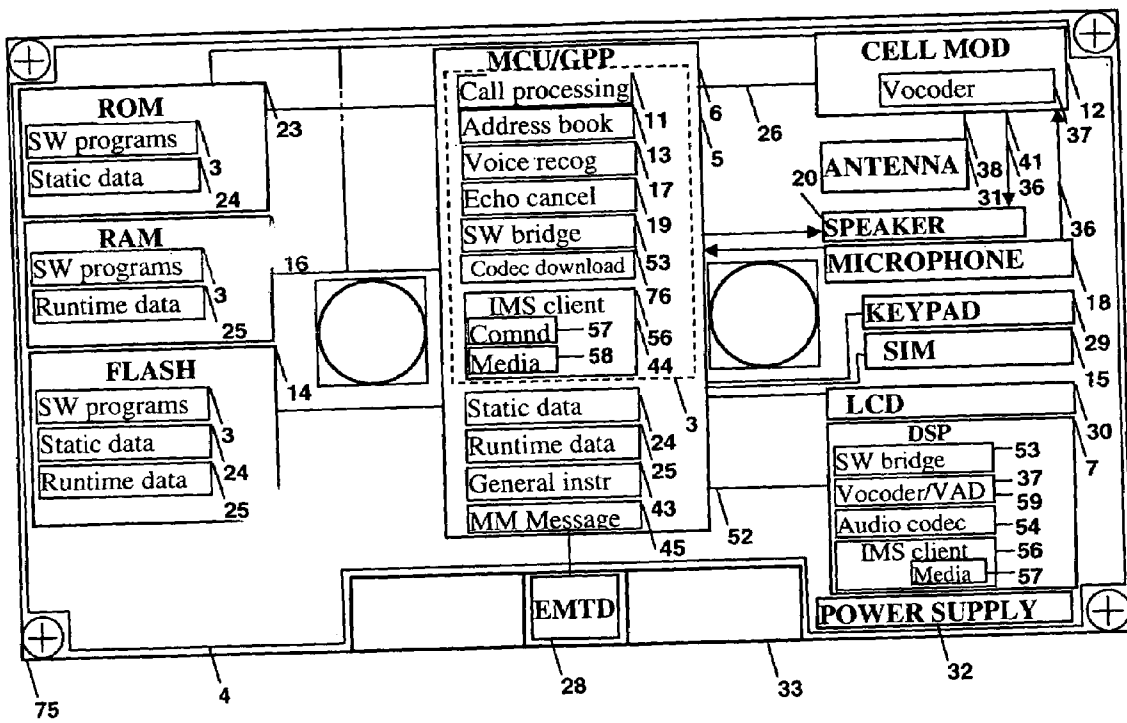 MCU/GPP
Call processing
Address book
Voice recog
Echo cancel
SW bridge
Codec download
IMS client
Comnd
Media
Static data
Runtime data
General instr
MM Message
ROM
SW programs
Static data
RAM
SW programs
Runtime data
FLASH
SW programs
Static data
Runtime data
CELL MOD
Vocoder
ANTENNA
SPEAKER
MICROPHONE
KEYPAD
SIM
LCD
DSP
SW bridge
Vocoder/VAD
Audio codec
IMS client
Media
POWER SUPPLY
EMTD
23
3
24
16
3
25
14
3
24
25
11
13
17
19
53
76
57
56
58
44
3
24
25
43
45
6
5
26
12
37
38
41
20
31
36
36
18
29
15
30
7
53
37
59
54
56
57
52
32
75
4
28
33